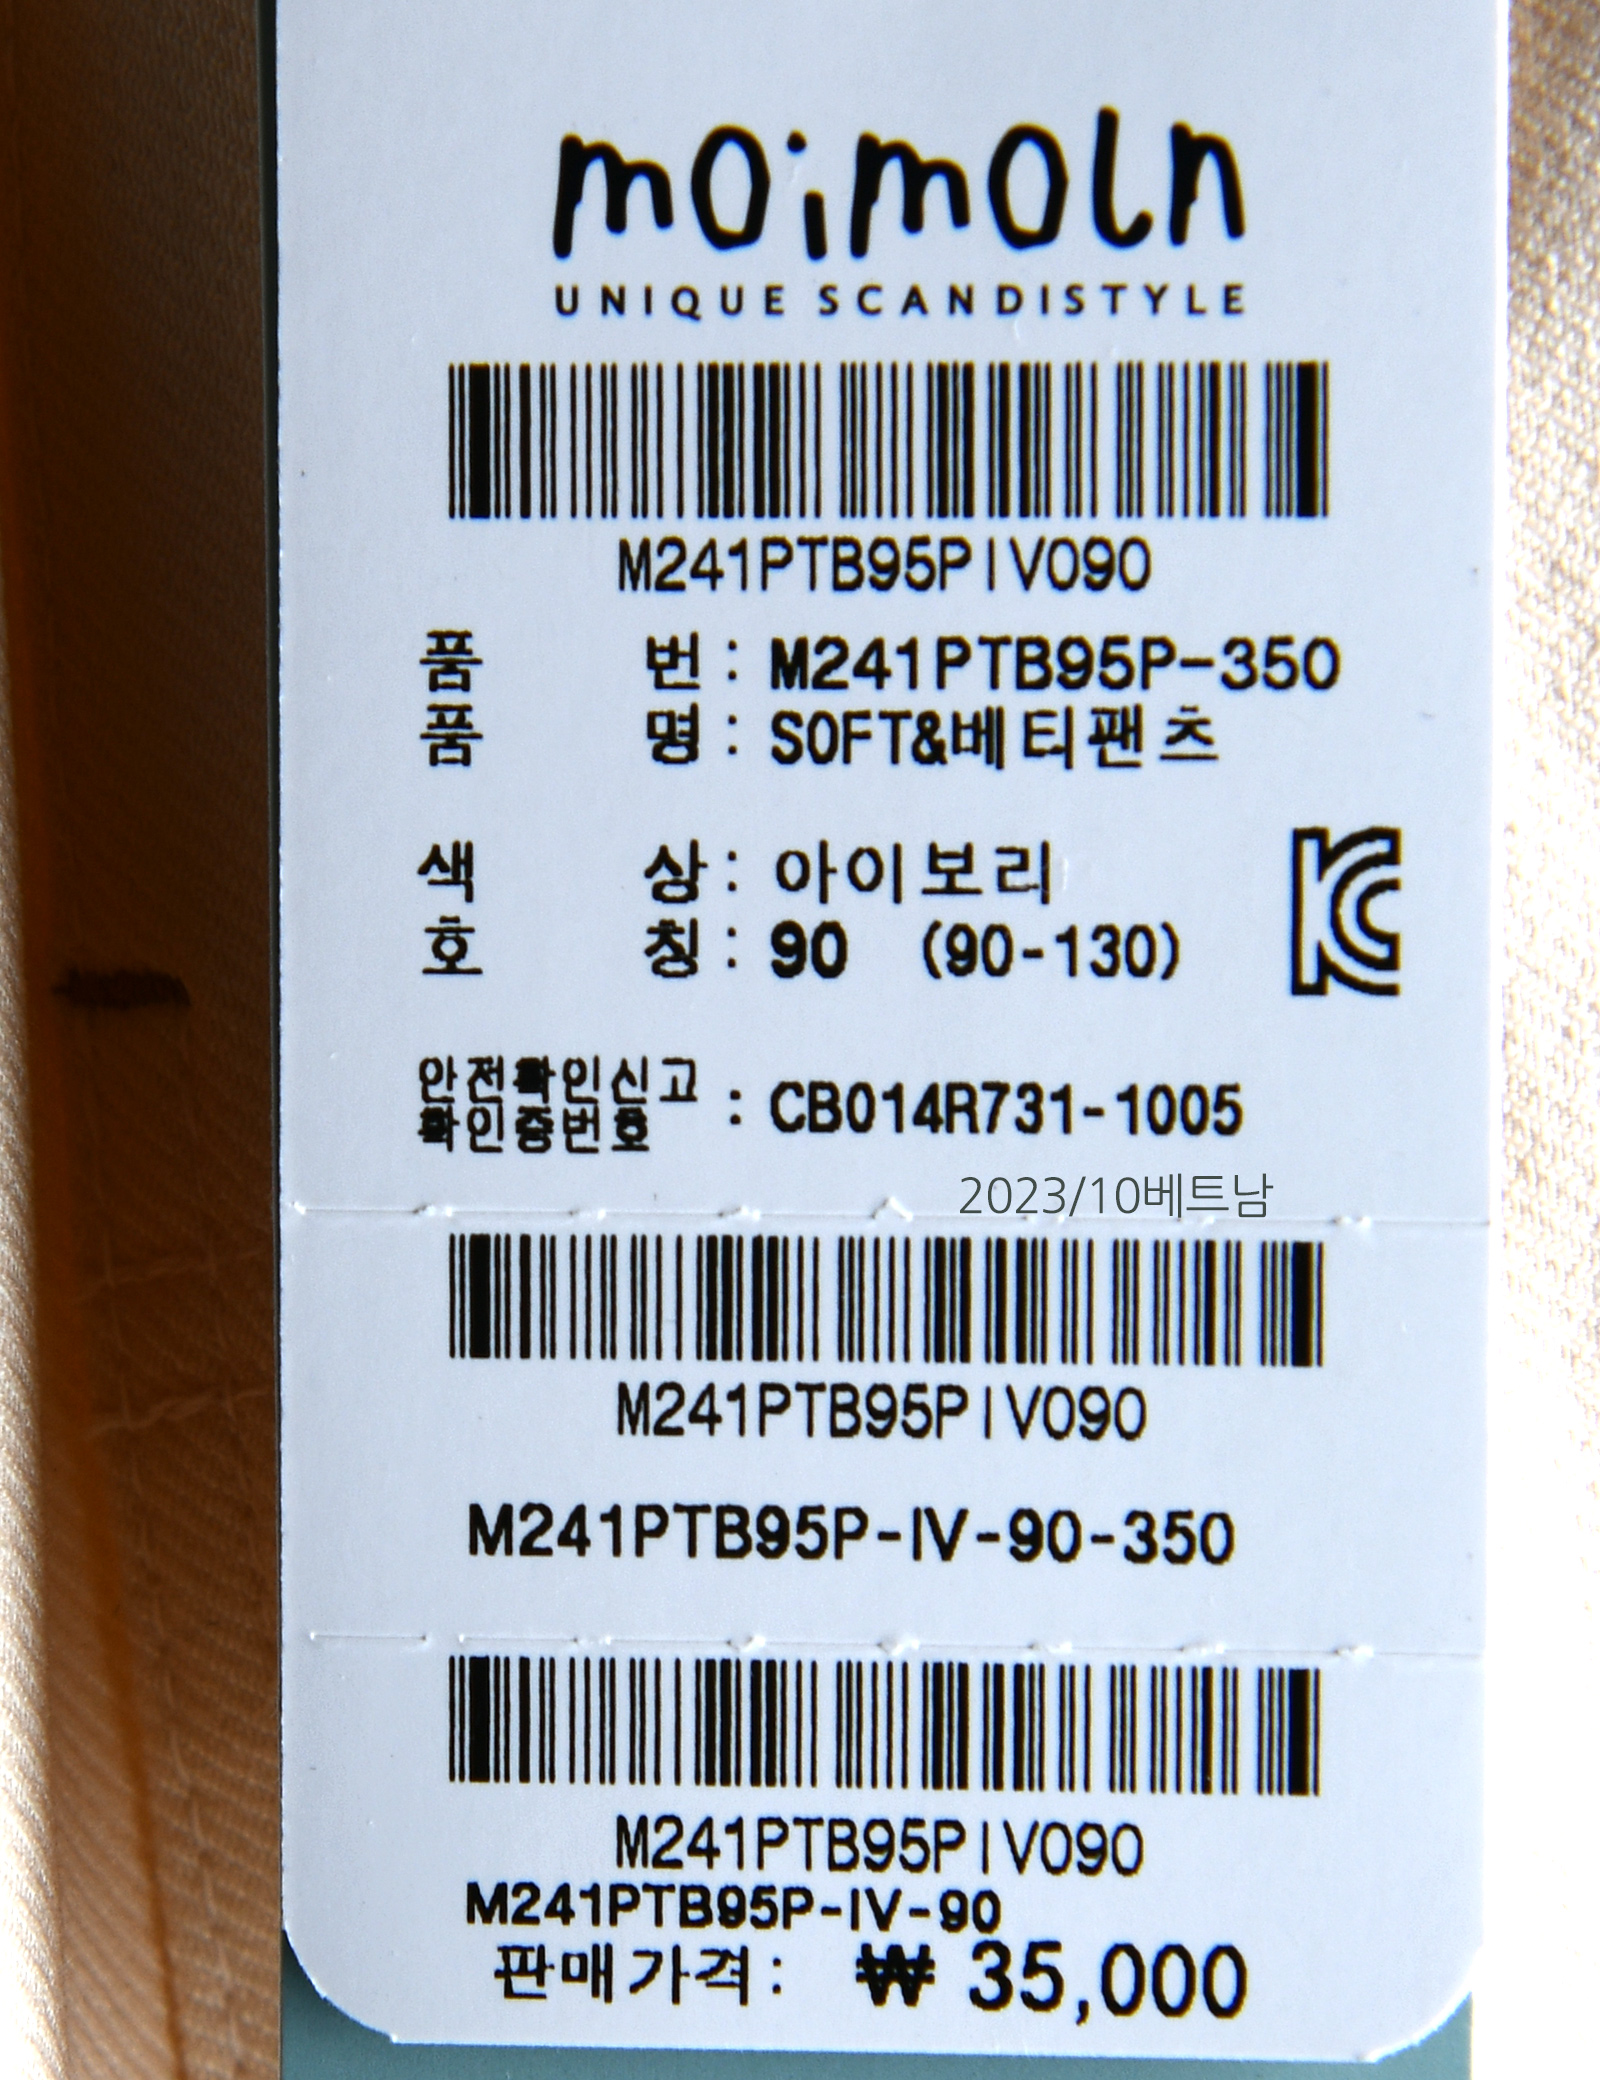 moimoln
UNIQUE SCANDISTYLE
M241PTB95PIV090
품 번 : M241PTB95P-350
품 명 : SOFT&베티팬츠
색 상 : 아이보리
호 칭 : 90 (90-130)
안전확인신고
확인증번호 : CB014R731-1005
2023/10베트남
M241PTB95PIV090
M241PTB95P-IV-90-350
M241PTB95PIV090
M241PTB95P-IV-90
판매가격 : ₩ 35,000